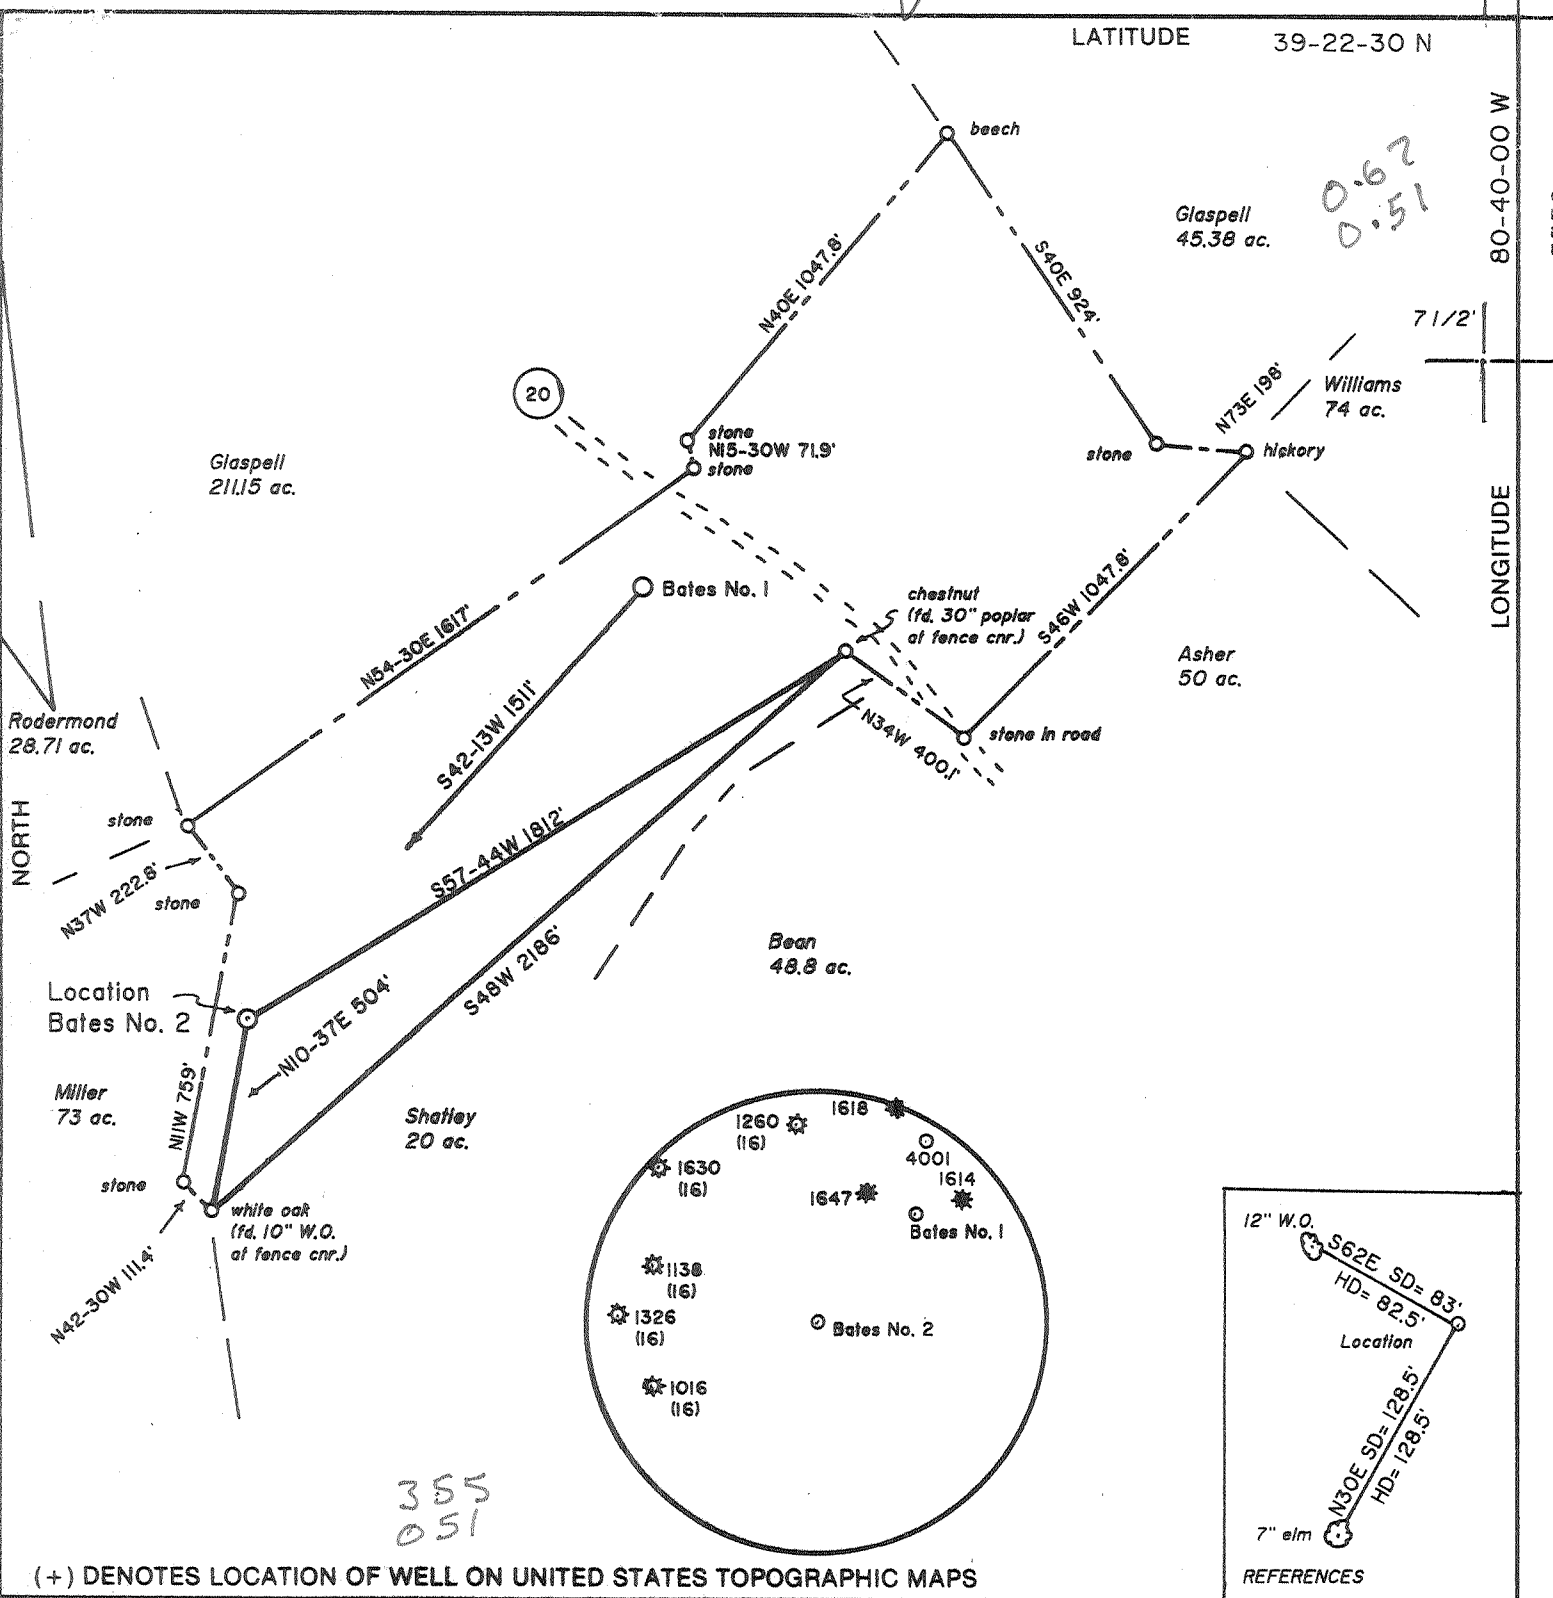 LATITUDE 39-22-30 N
beech
0.62
0.51
80-40-00 W
Glaspell
45.38 ac.
N40E 1047.8'
S40E 924'
7 1/2'
N73E 198'
Williams
74 ac.
20
stone
N15-30W 71.9'
stone
stone
hickory
Glaspell
211.15 ac.
LONGITUDE
Bates No. 1
chestnut
(fd. 30" poplar
at fence cnr.)
S46W 1047.8'
N54-30E 1617'
Asher
50 ac.
S42-13W 1511'
Rodermond
28.71 ac.
N34W 400.1'
stone in road
NORTH
stone
S57-44W 1812'
N37W 222.8'
stone
Bean
48.8 ac.
S48W 2186'
Location
Bates No. 2
N10-37E 504'
Miller
73 ac.
N11W 759'
Shatley
20 ac.
1618
1260
(16)
4001
1630
(16)
1614
1647
Bates No. 1
stone
white oak
(fd. 10" W.O.
at fence cnr.)
N42-30W 111.4'
1138
(16)
1326
(16)
Bates No. 2
1016
(16)
12" W.O.
S62E SD= 83'
HD= 82.5'
Location
N30E SD= 128.5'
HD= 128.5'
7" elm
REFERENCES
355
051
(+) DENOTES LOCATION OF WELL ON UNITED STATES TOPOGRAPHIC MAPS